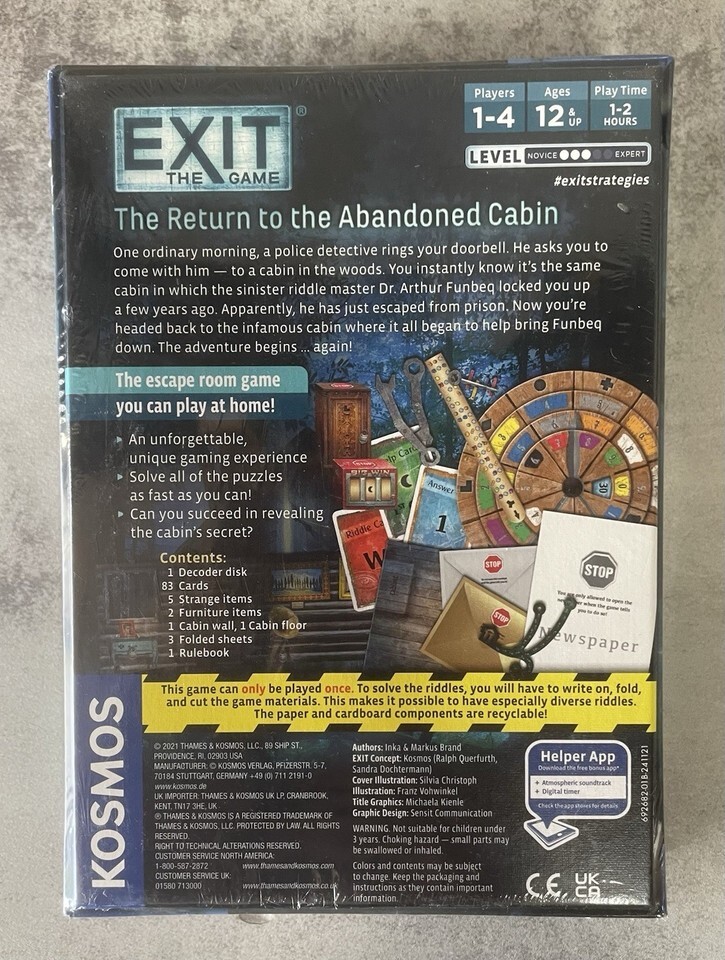 EXIT®
THE GAME
Players
1-4
Ages
12 & UP
Play Time
1-2
HOURS
LEVEL NOVICE EXPERT
#exitstrategies
The Return to the Abandoned Cabin
One ordinary morning, a police detective rings your doorbell. He asks you to
come with him — to a cabin in the woods. You instantly know it's the same
cabin in which the sinister riddle master Dr. Arthur Funbeq locked you up
a few years ago. Apparently, he has just escaped from prison. Now you're
headed back to the infamous cabin where it all began to help bring Funbeq
down. The adventure begins ... again!
The escape room game
you can play at home!
An unforgettable,
unique gaming experience
Solve all of the puzzles
as fast as you can!
Can you succeed in revealing
the cabin's secret?
Contents:
1 Decoder disk
83 Cards
5 Strange items
2 Furniture items
1 Cabin wall, 1 Cabin floor
3 Folded sheets
1 Rulebook
Answer
1
Riddle Ca
W
STOP
STOP
STOP
Newspaper
This game can only be played once. To solve the riddles, you will have to write on, fold,
and cut the game materials. This makes it possible to have especially diverse riddles.
The paper and cardboard components are recyclable!
KOSMOS
© 2021 THAMES & KOSMOS, LLC., 89 SHIP ST.,
PROVIDENCE, RI, 02903 USA
MANUFACTURER: © KOSMOS VERLAG, PFIZERSTR. 5-7,
70184 STUTTGART, GERMANY +49 (0) 711 2191-0
www.kosmos.de
UK IMPORTER: THAMES & KOSMOS UK LP, CRANBROOK,
KENT, TN17 3HE, UK
® THAMES & KOSMOS IS A REGISTERED TRADEMARK OF
THAMES & KOSMOS, LLC. PROTECTED BY LAW. ALL RIGHTS
RESERVED.
RIGHT TO TECHNICAL ALTERATIONS RESERVED.
CUSTOMER SERVICE NORTH AMERICA:
1-800-587-2872 www.thamesandkosmos.com
CUSTOMER SERVICE UK:
01580 713000 www.thamesandkosmos.co.uk
Authors: Inka & Markus Brand
EXIT Concept: Kosmos (Ralph Querfurth,
Sandra Dochtermann)
Cover Illustration: Silvia Christoph
Illustration: Franz Vohwinkel
Title Graphics: Michaela Kienle
Graphic Design: Sensit Communication
WARNING. Not suitable for children under
3 years. Choking hazard — small parts may
be swallowed or inhaled.
Colors and contents may be subject
to change. Keep the packaging and
instructions as they contain important
information.
Helper App
Download the free bonus app*
+ Atmospheric soundtrack
+ Digital timer
Check the app stores for details
692682-01B-241121
CE UK
CA